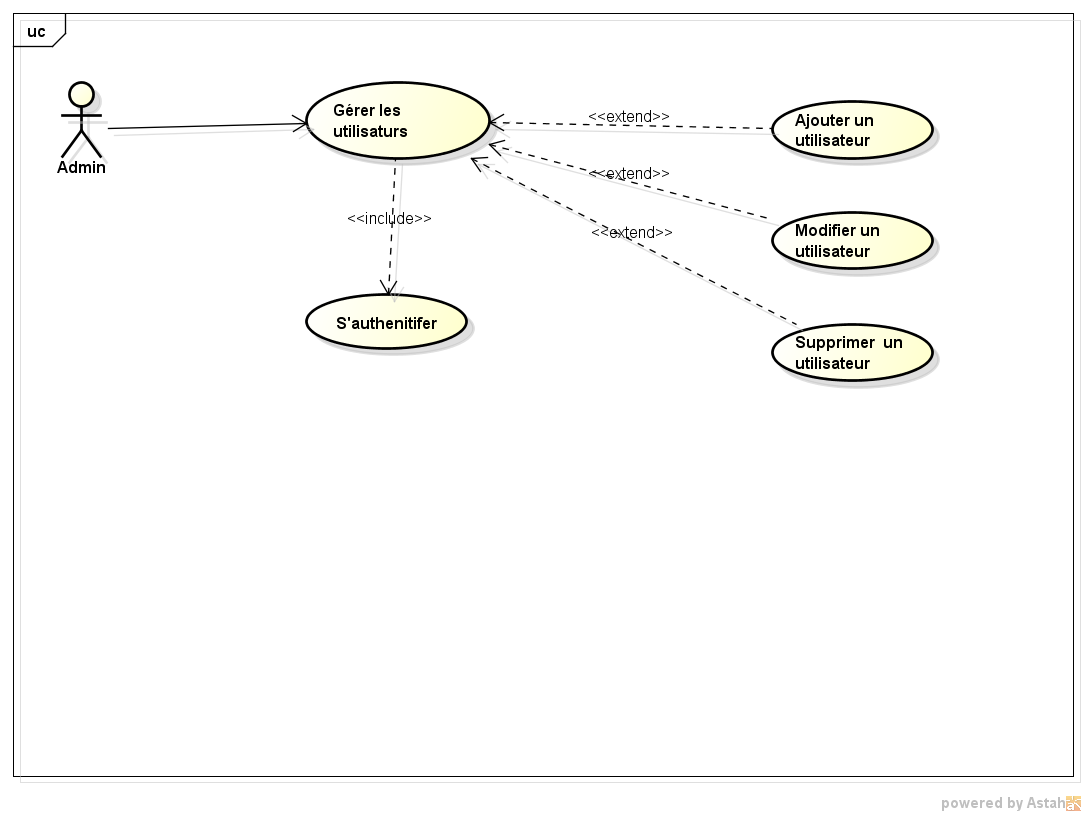 uc
Admin
Gérer les
utilisaturs
<<extend>>
Ajouter un
utilisateur
<<extend>>
Modifier un
utilisateur
<<include>>
<<extend>>
S'authenitifer
Supprimer un
utilisateur
powered by Astah